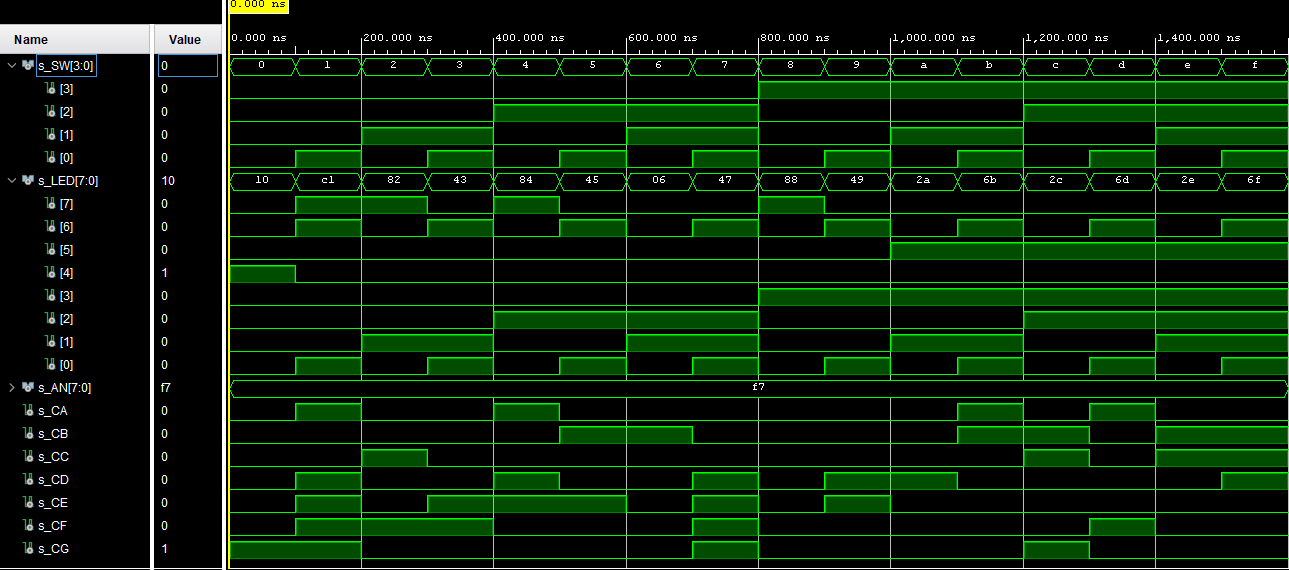 0.000 ns
Name Value
0.000 ns 200.000 ns 400.000 ns 600.000 ns 800.000 ns 1,000.000 ns 1,200.000 ns 1,400.000 ns
s_SW[3:0] 0 0 1 2 3 4 5 6 7 8 9 a b c d e f
[3] 0
[2] 0
[1] 0
[0] 0
s_LED[7:0] 10 10 c1 82 43 84 45 06 47 88 49 2a 6b 2c 6d 2e 6f
[7] 0
[6] 0
[5] 0
[4] 1
[3] 0
[2] 0
[1] 0
[0] 0
s_AN[7:0] f7 f7
s_CA 0
s_CB 0
s_CC 0
s_CD 0
s_CE 0
s_CF 0
s_CG 1